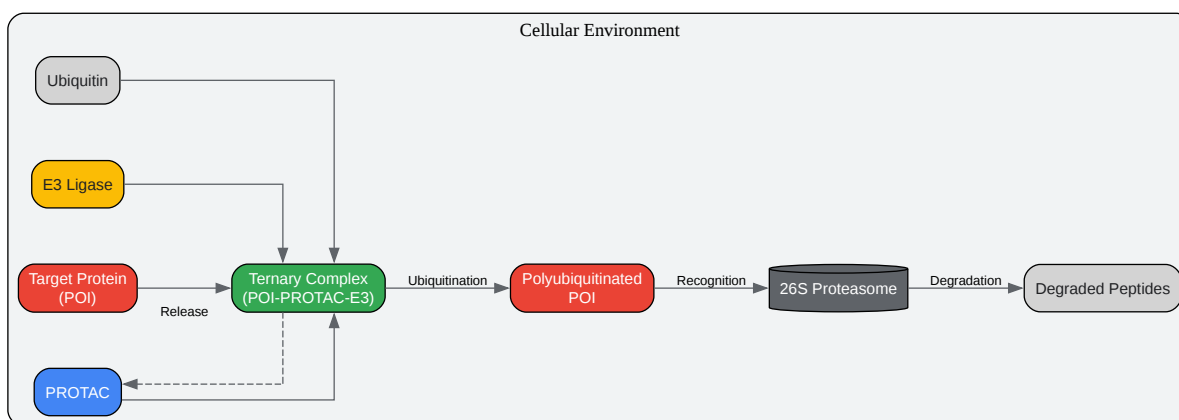 Cellular Environment
Ubiquitin
E3 Ligase
Target Protein
(POI)
Release
Ternary Complex
(POI-PROTAC-E3)
Ubiquitination
Polyubiquitinated
POI
Recognition
26S Proteasome
Degradation
Degraded Peptides
PROTAC